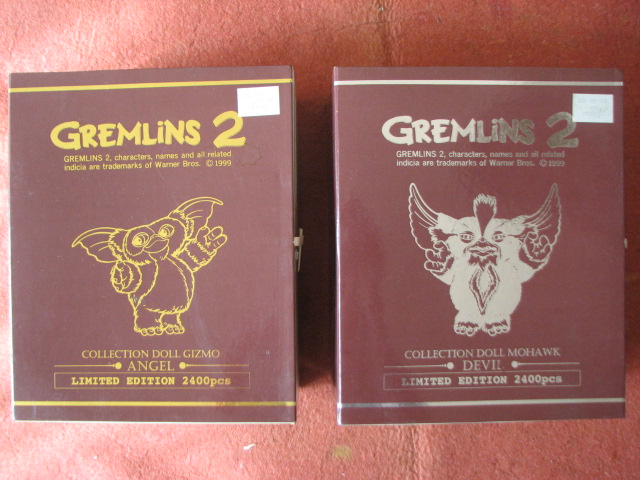 GREMLiNS 2
GREMLINS 2, characters, names and all related
indicia are trademarks of Warner Bros. ©1999
COLLECTION DOLL GIZMO
ANGEL
LIMITED EDITION 2400pcs
GREMLiNS 2
GREMLINS 2, characters, names and all related
indicia are trademarks of Warner Bros. ©1999
COLLECTION DOLL MOHAWK
DEVIL
LIMITED EDITION 2400pcs